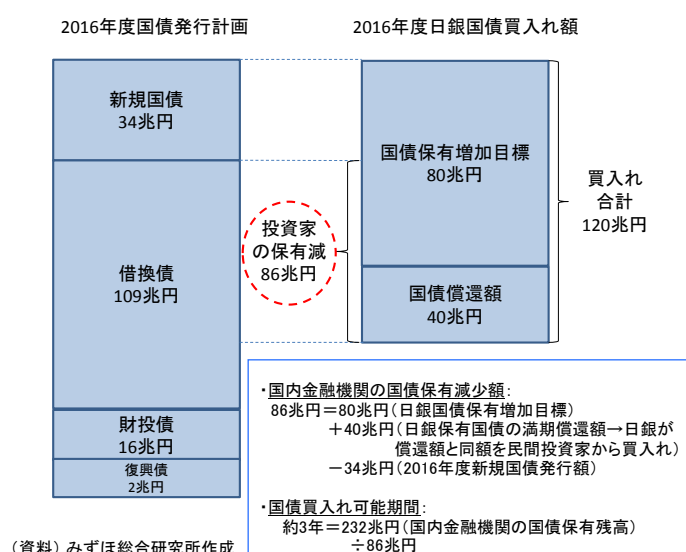 2016年度国債発行計画
2016年度日銀国債買入れ額
新規国債
34兆円
借換債
109兆円
財投債
16兆円
復興債
2兆円
投資家
の保有減
86兆円
国債保有増加目標
80兆円
国債償還額
40兆円
買入れ
合計
120兆円
・国内金融機関の国債保有減少額:
86兆円＝80兆円(日銀国債保有増加目標)
＋40兆円(日銀保有国債の満期償還額→日銀が
償還額と同額を民間投資家から買入れ)
－34兆円(2016年度新規国債発行額)
・国債買入れ可能期間:
約3年＝232兆円(国内金融機関の国債保有残高)
÷86兆円
(資料) みずほ総合研究所作成